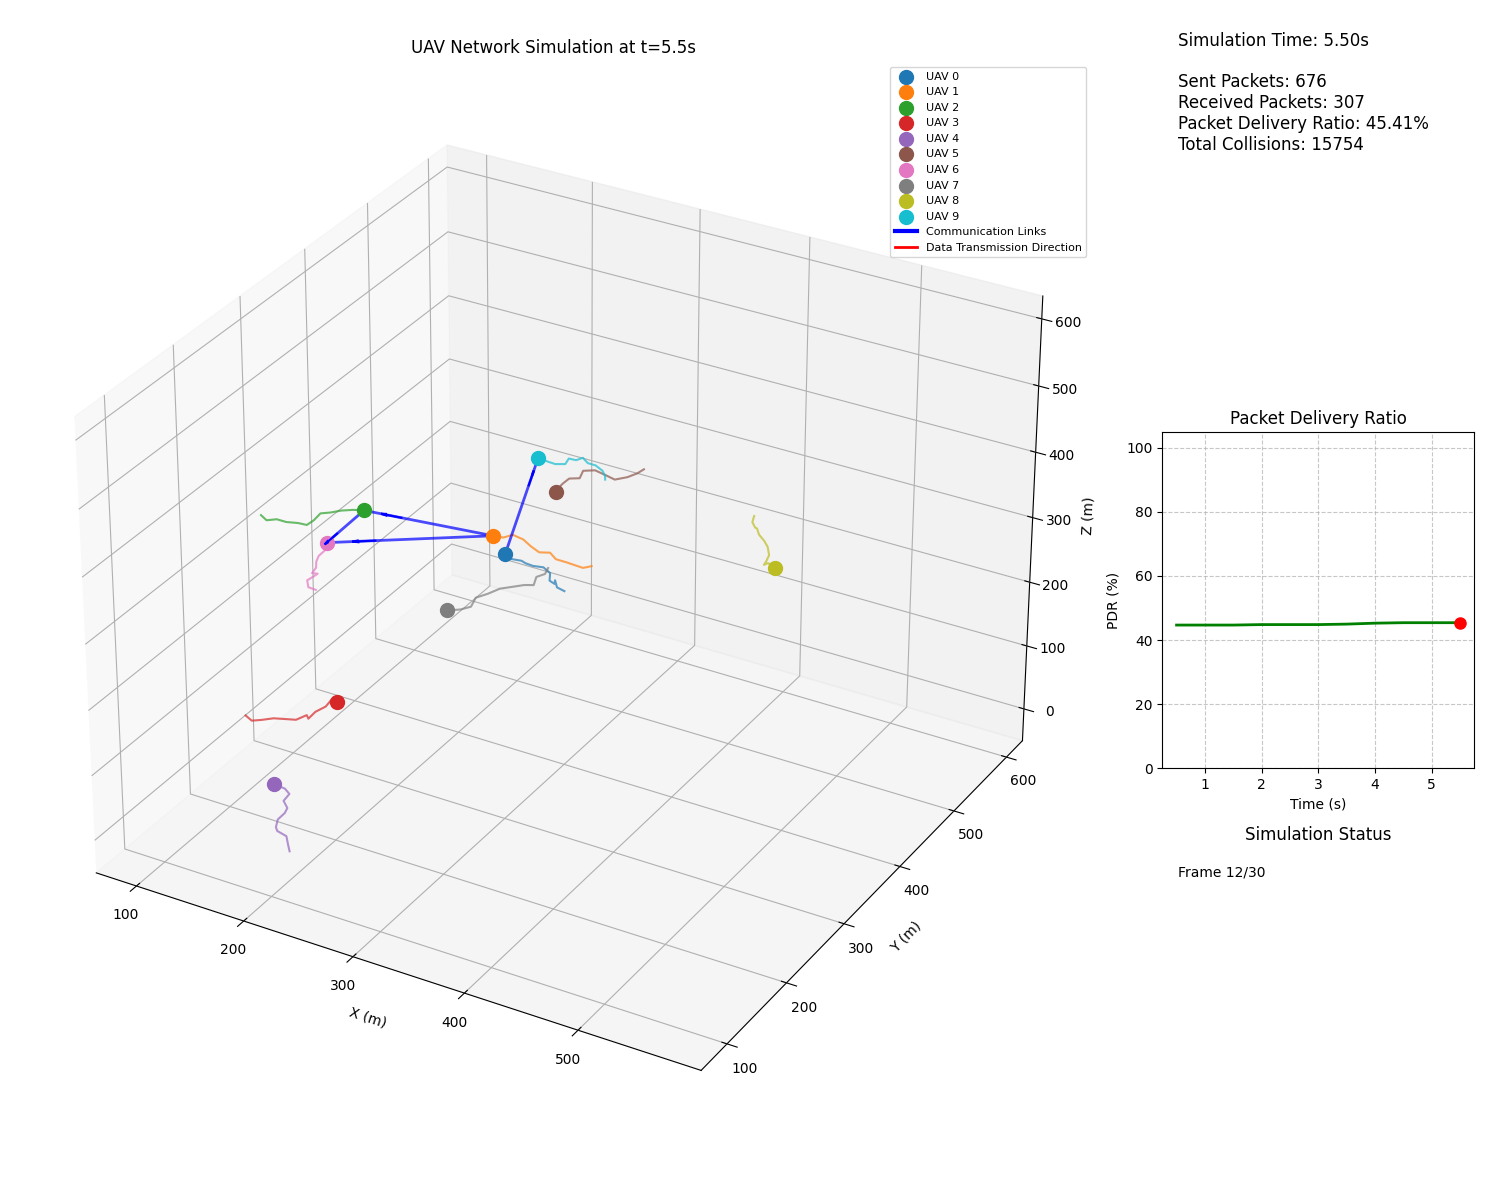 UAV Network Simulation at t=5.5s
UAV 0
UAV 1
UAV 2
UAV 3
UAV 4
UAV 5
UAV 6
UAV 7
UAV 8
UAV 9
Communication Links
Data Transmission Direction
600
500
400
300
200
100
0
Z (m)
600
500
400
300
200
100
Y (m)
100
200
300
400
500
X (m)
Simulation Time: 5.50s
Sent Packets: 676
Received Packets: 307
Packet Delivery Ratio: 45.41%
Total Collisions: 15754
Packet Delivery Ratio
100
80
60
40
20
0
PDR (%)
1 2 3 4 5
Time (s)
Simulation Status
Frame 12/30